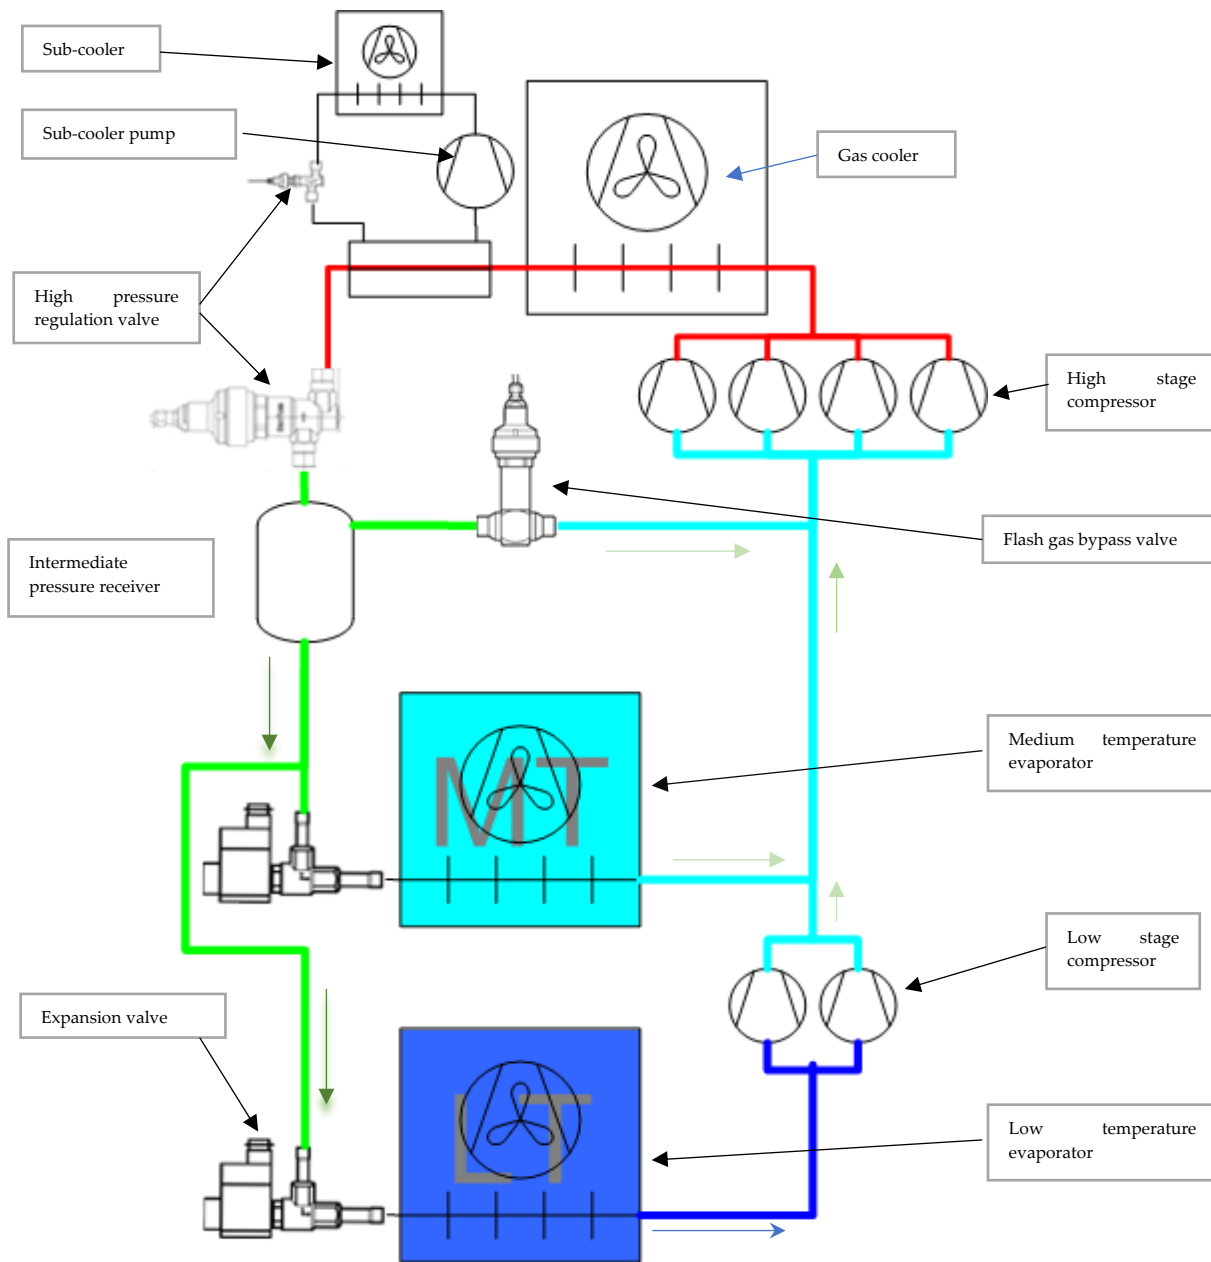 Sub-cooler
Sub-cooler pump
Gas cooler
High pressure
regulation valve
High stage
compressor
Flash gas bypass valve
Intermediate
pressure receiver
Medium temperature
evaporator
MT
Low stage
compressor
Expansion valve
LT
Low temperature
evaporator